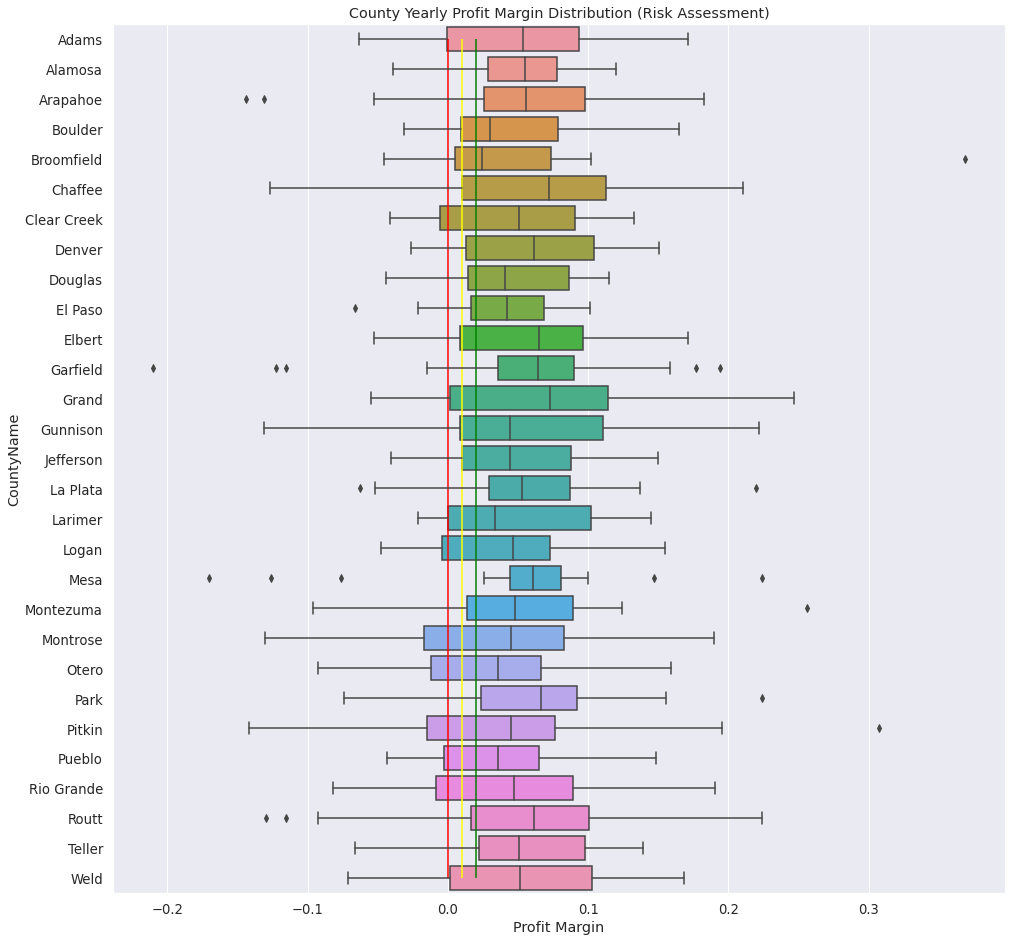 County Yearly Profit Margin Distribution (Risk Assessment)
CountyName
Adams
Alamosa
Arapahoe
Boulder
Broomfield
Chaffee
Clear Creek
Denver
Douglas
El Paso
Elbert
Garfield
Grand
Gunnison
Jefferson
La Plata
Larimer
Logan
Mesa
Montezuma
Montrose
Otero
Park
Pitkin
Pueblo
Rio Grande
Routt
Teller
Weld
−0.2 −0.1 0.0 0.1 0.2 0.3
Profit Margin